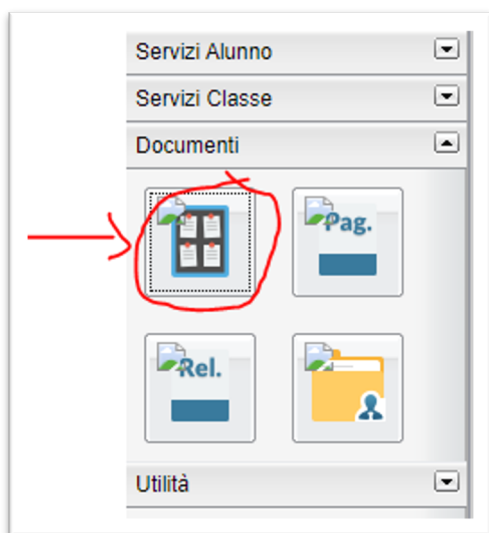 Servizi Alunno
Servizi Classe
Documenti
Pag.
Rel.
Utilità